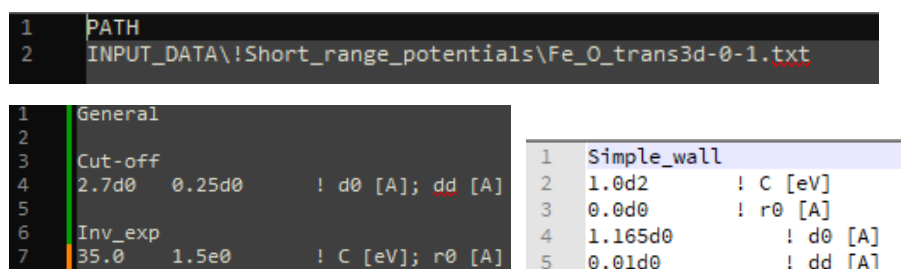 1 PATH
2 INPUT_DATA\!Short_range_potentials\Fe_O_trans3d-0-1.txt
1 General
2
3 Cut-off
4 2.7d0 0.25d0 ! d0 [A]; dd [A]
5
6 Inv_exp
7 35.0 1.5e0 ! C [eV]; r0 [A]
1 Simple_wall
2 1.0d2 ! C [eV]
3 0.0d0 ! r0 [A]
4 1.165d0 ! d0 [A]
5 0.01d0 ! dd [A]